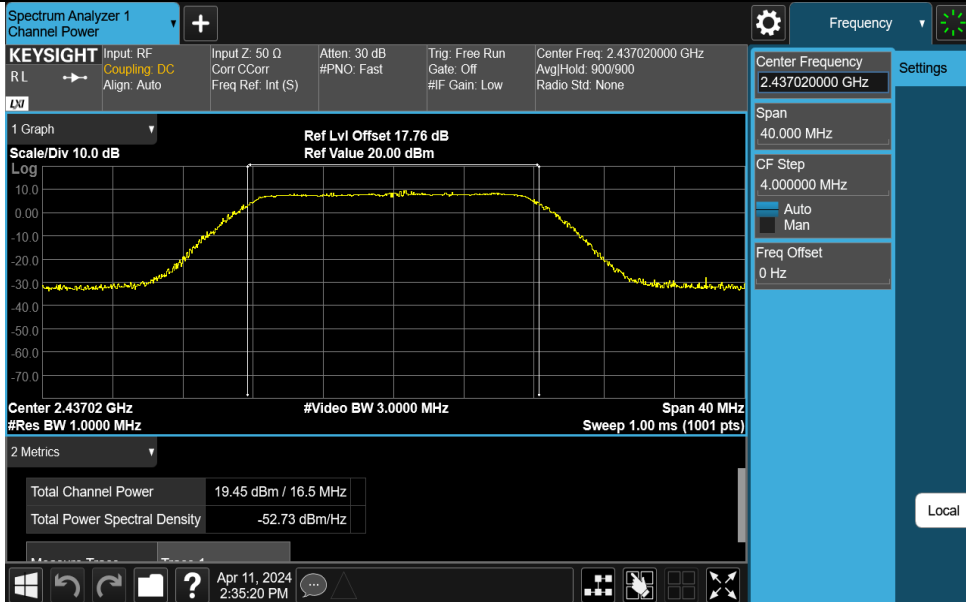 Spectrum Analyzer 1
Channel Power
Frequency
KEYSIGHT
R L
LXI
Input: RF
Coupling: DC
Align: Auto
Input Z: 50 Ω
Corr CCorr
Freq Ref: Int (S)
Atten: 30 dB
#PNO: Fast
Trig: Free Run
Gate: Off
#IF Gain: Low
Center Freq: 2.437020000 GHz
Avg|Hold: 900/900
Radio Std: None
Center Frequency
2.437020000 GHz
Settings
Span
40.000 MHz
CF Step
4.000000 MHz
Auto
Man
Freq Offset
0 Hz
Local
1 Graph
Scale/Div 10.0 dB
Ref Lvl Offset 17.76 dB
Ref Value 20.00 dBm
Log
10.0
0.00
-10.0
-20.0
-30.0
-40.0
-50.0
-60.0
-70.0
Center 2.43702 GHz
#Video BW 3.0000 MHz
Span 40 MHz
#Res BW 1.0000 MHz
Sweep 1.00 ms (1001 pts)
2 Metrics
Total Channel Power
19.45 dBm / 16.5 MHz
Total Power Spectral Density
-52.73 dBm/Hz
?
Apr 11, 2024
2:35:20 PM